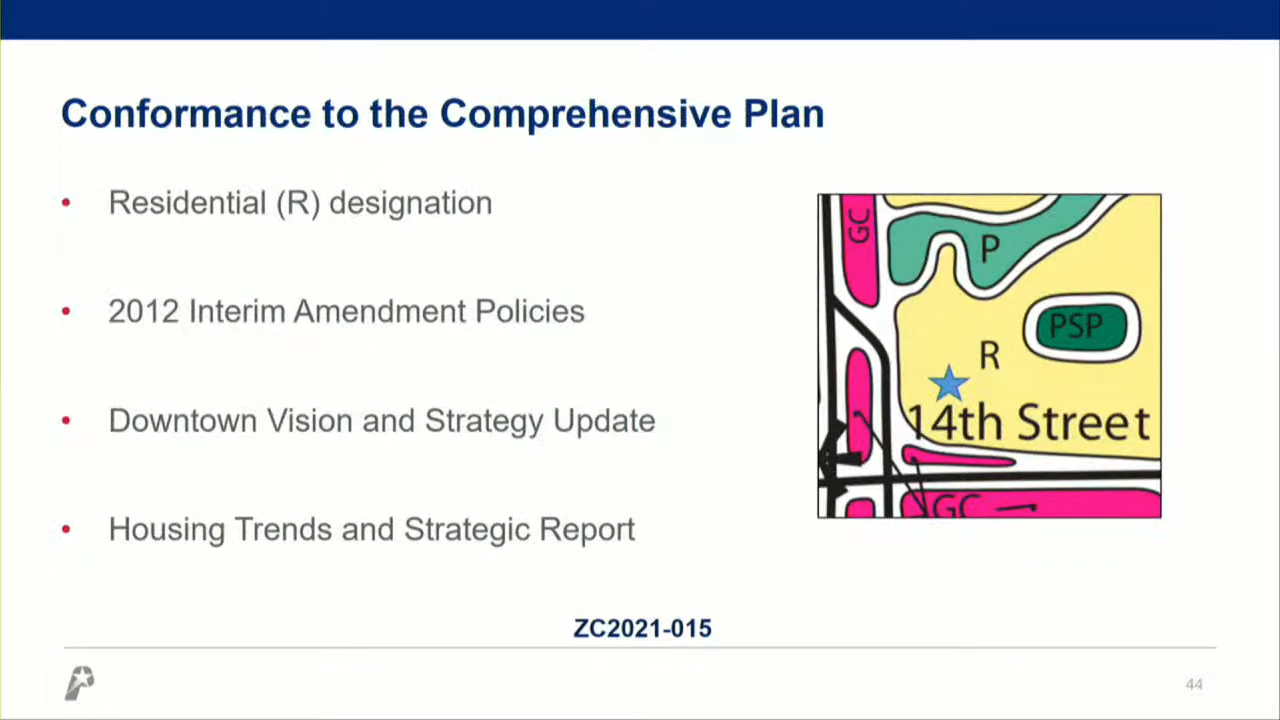 Conformance to the Comprehensive Plan
• Residential (R) designation
• 2012 Interim Amendment Policies
• Downtown Vision and Strategy Update
• Housing Trends and Strategic Report
GC
P
PSP
R
14th Street
GC
ZC2021-015
P
44